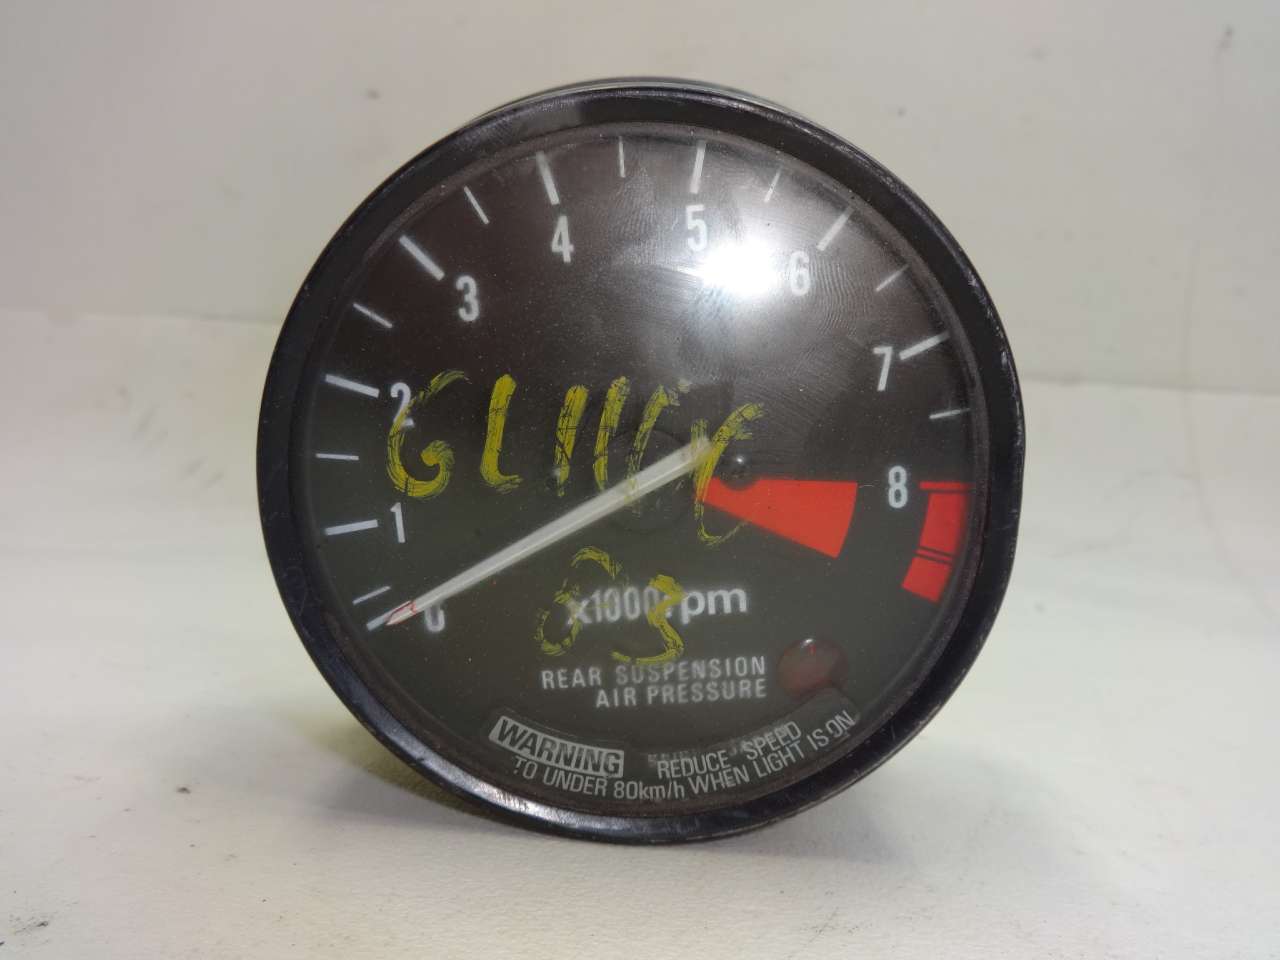 4
5
3
6
7
2
8
1
0
x1000rpm
REAR SUSPENSION
AIR PRESSURE
WARNING REDUCE SPEED
TO UNDER 80km/h WHEN LIGHT IS ON
83